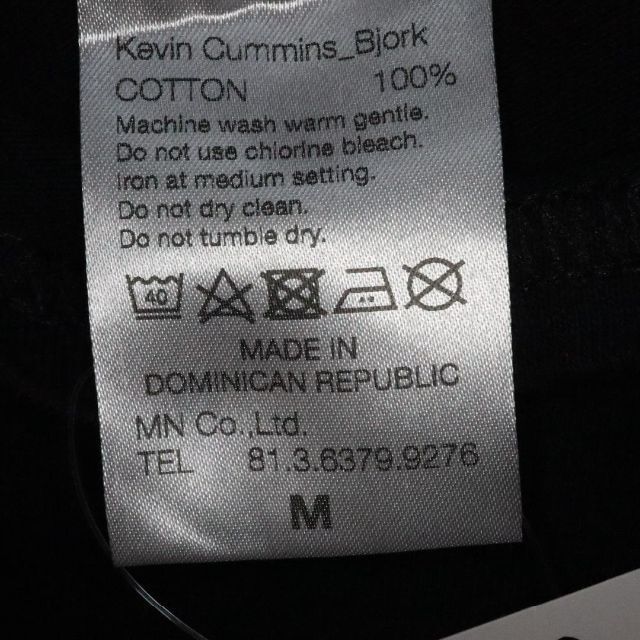 Kevin Cummins_Bjork
COTTON 100%
Machine wash warm gentle.
Do not use chlorine bleach.
Iron at medium setting.
Do not dry clean.
Do not tumble dry.
40
MADE IN
DOMINICAN REPUBLIC
MN Co.,Ltd.
TEL 81.3.6379.9276
M